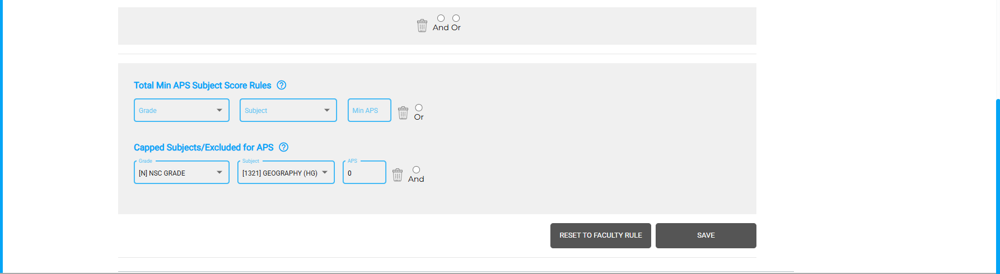 And Or
Total Min APS Subject Score Rules ?
Grade Subject Min APS Or
Capped Subjects/Excluded for APS ?
Grade Subject APS
[N] NSC GRADE [1321] GEOGRAPHY (HG) 0 And
RESET TO FACULTY RULE SAVE